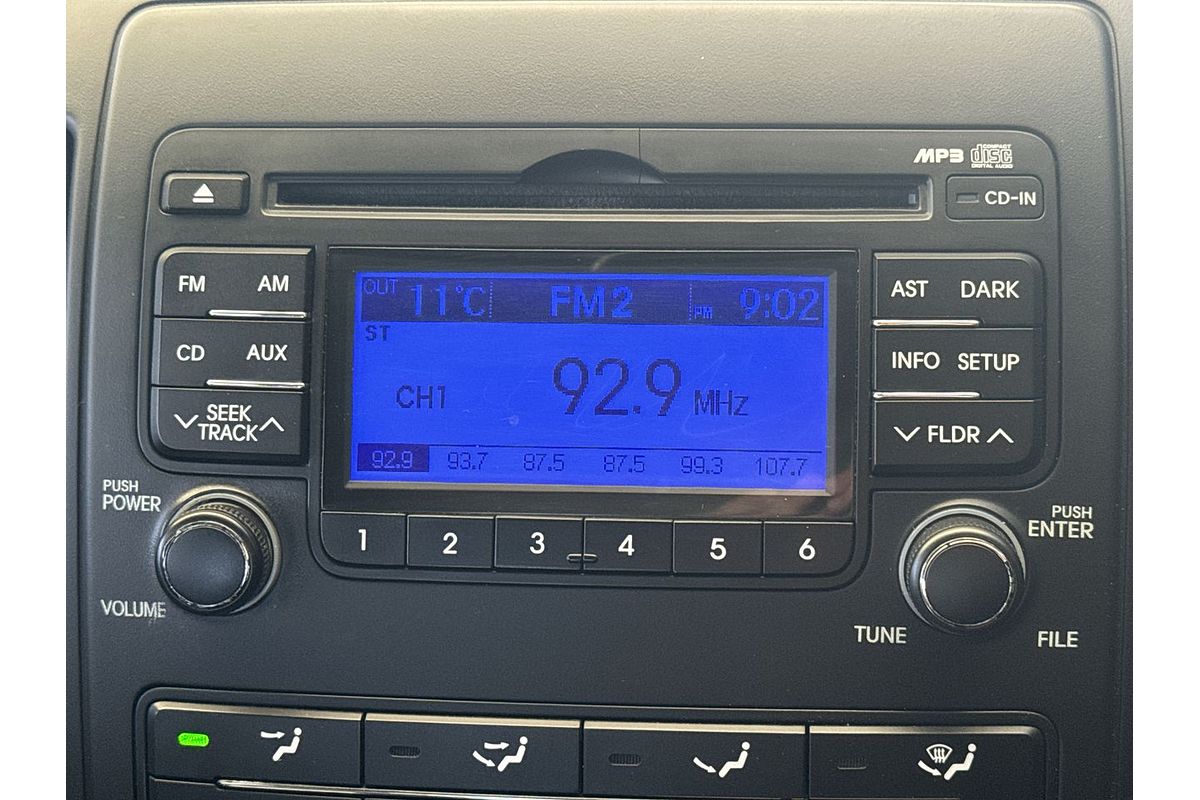 MP3 COMPACT disc DIGITAL AUDIO
CD-IN
FM AM
CD AUX
SEEK
TRACK
OUT 11°C FM2 PM 9:02
ST
CH1 92.9 MHz
92.9 93.7 87.5 87.5 99.3 107.7
AST DARK
INFO SETUP
FLDR
1 2 3 4 5 6
PUSH
POWER
VOLUME
PUSH
ENTER
TUNE FILE